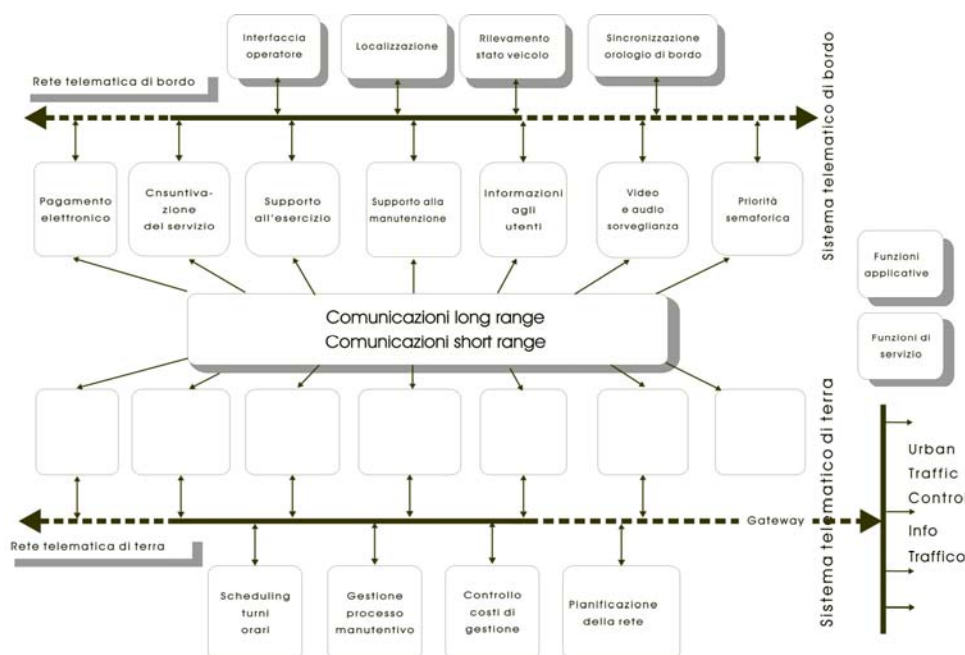 Interfaccia
operatore
Localizzazione
Rilevamento
stato veicolo
Sincronizzazione
orologio di bordo
Rete telematica di bordo
Sistema telematico di bordo
Pagamento
elettronico
Cnsuntiva-
zione
del servizio
Supporto
all'esercizio
Supporto alla
manutenzione
Informazioni
agli
utenti
Video
e audio
sorveglianza
Priorità
semaforica
Funzioni
applicative
Comunicazioni long range
Comunicazioni short range
Funzioni di
servizio
Sistema telematico di terra
Urban
Traffic
Control
Info
Traffico
Gateway
Rete telematica di terra
Scheduling
turni
orari
Gestione
processo
manutentivo
Controllo
costi di
gestione
Pianificazione
della rete